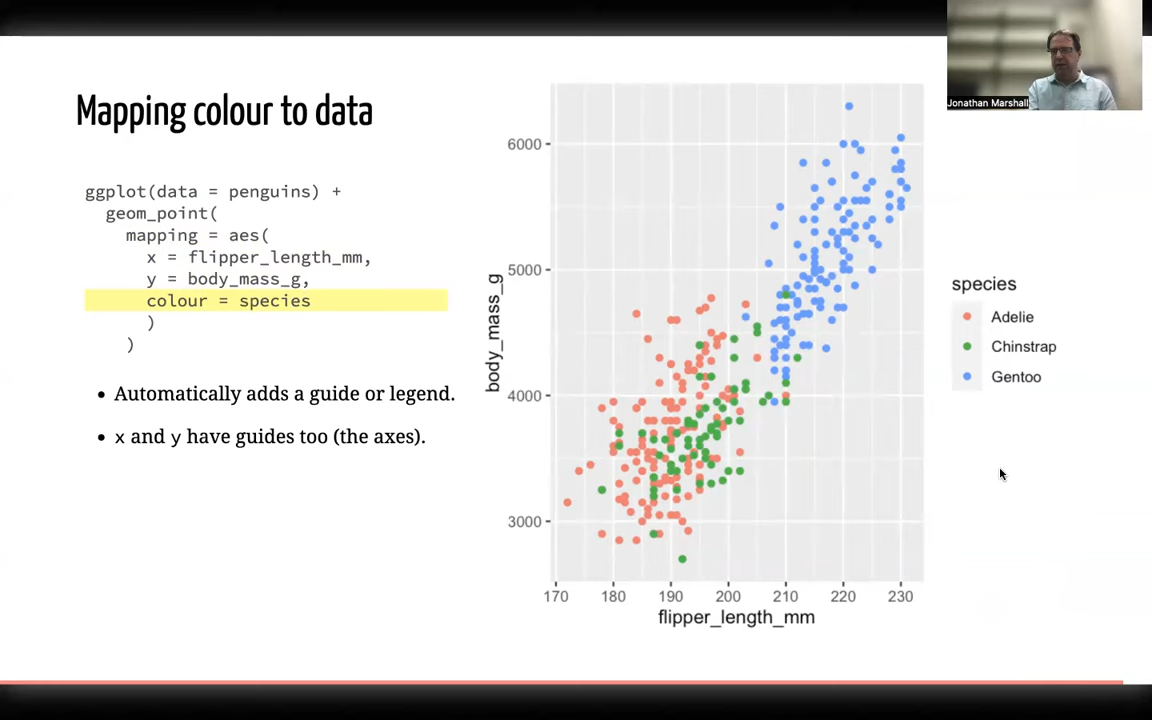 Jonathan Marshall
Mapping colour to data
ggplot(data = penguins) +
  geom_point(
    mapping = aes(
      x = flipper_length_mm,
      y = body_mass_g,
      colour = species
      )
    )
• Automatically adds a guide or legend.
• x and y have guides too (the axes).
body_mass_g
6000
5000
4000
3000
170 180 190 200 210 220 230
flipper_length_mm
species
Adelie
Chinstrap
Gentoo